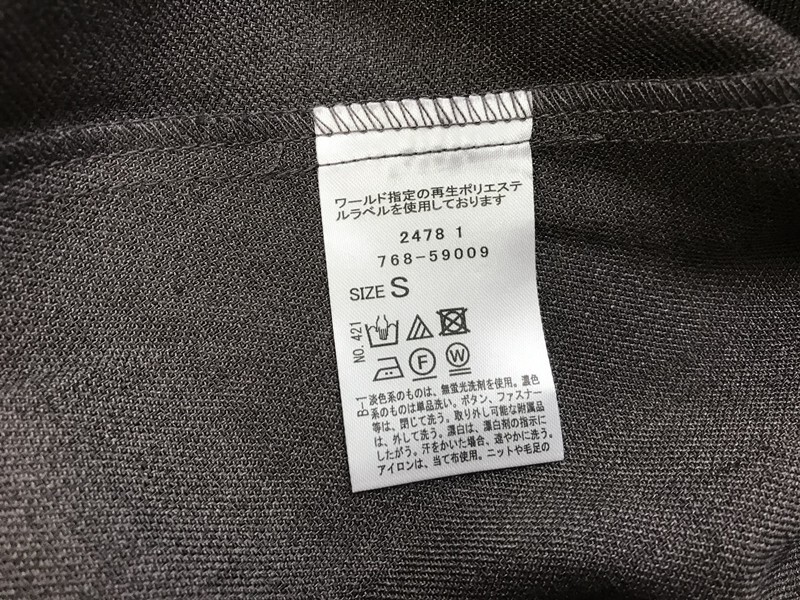 ワールド指定の再生ポリエステ
ルラベルを使用しております
2478 1
768-59009
SIZE S
NO.421
F
W
B-1
淡色系のものは、無蛍光洗剤を使用。濃色
系のものは単品洗い。ボタン、ファスナー
等は、閉じて洗う。取り外し可能な附属品
は、外して洗う。漂白は、漂白剤の指示に
したがう。汗をかいた場合、速やかに洗う。
アイロンは、当て布使用。ニットや毛足の